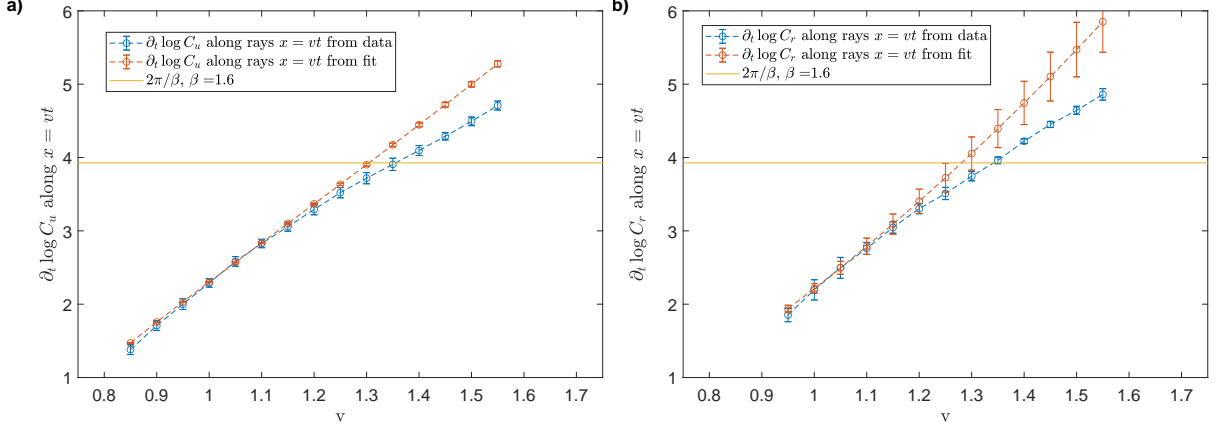 a)
∂ₜ log Cᵤ along rays x = vt from data
∂ₜ log Cᵤ along rays x = vt from fit
2π/β, β =1.6
∂ₜ log Cᵤ along x = vt
6
5
4
3
2
1
0.8 0.9 1 1.1 1.2 1.3 1.4 1.5 1.6 1.7
v
b)
∂ₜ log Cᵣ along rays x = vt from data
∂ₜ log Cᵣ along rays x = vt from fit
2π/β, β =1.6
∂ₜ log Cᵣ along x = vt
6
5
4
3
2
1
0.8 0.9 1 1.1 1.2 1.3 1.4 1.5 1.6 1.7
v